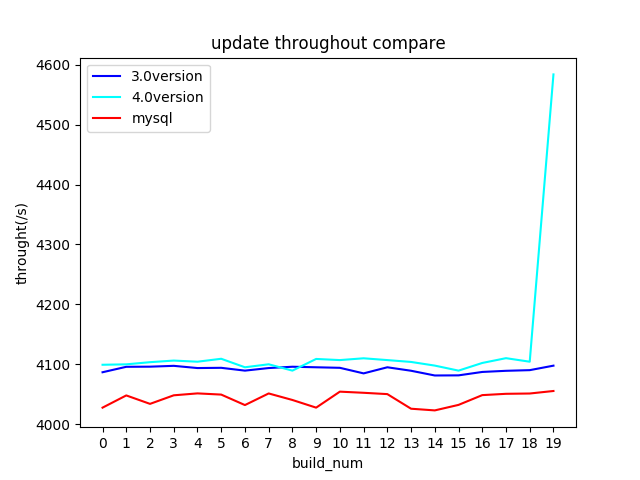 update throughout compare
4600
4500
4400
4300
4200
4100
4000
throught(/s)
3.0version
4.0version
mysql
0 1 2 3 4 5 6 7 8 9 10 11 12 13 14 15 16 17 18 19
build_num